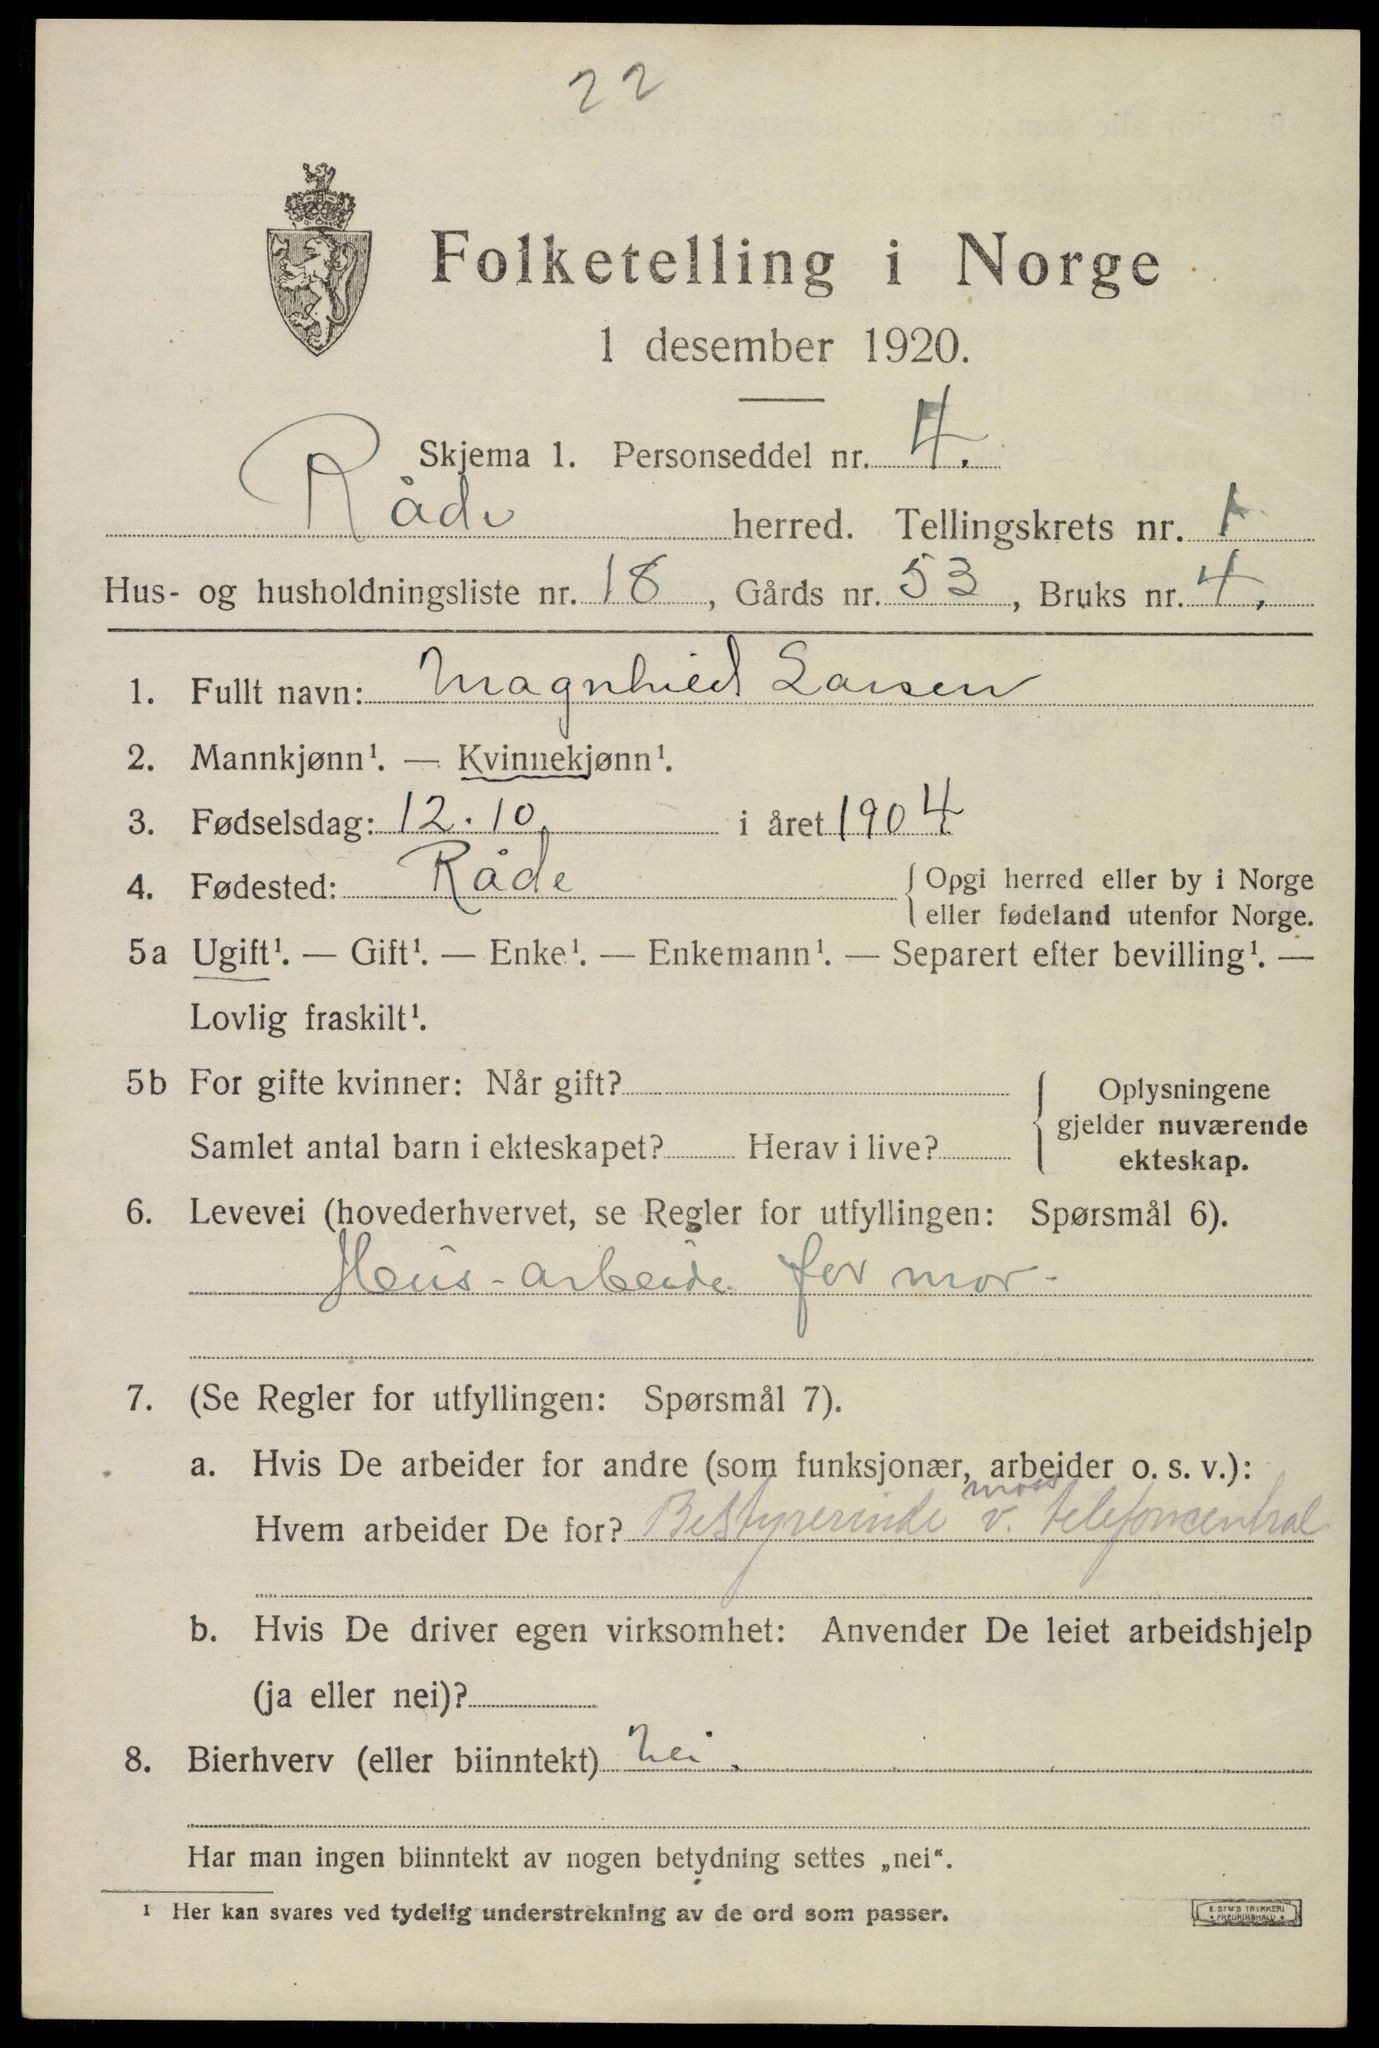 22
Folketelling i Norge
1 desember 1920.
Skjema 1. Personseddel nr. 4.
Råde herred. Tellingskrets nr. 1
Hus- og husholdningsliste nr. 18, Gårds nr. 53, Bruks nr. 4.
1. Fullt navn: Magnhild Larsen
2. Mannkjønn¹. — Kvinnekjønn¹.
3. Fødselsdag: 12.10. i året 1904
4. Fødested: Råde { Opgi herred eller by i Norge
eller fødeland utenfor Norge.
5a Ugift¹. — Gift¹. — Enke¹. — Enkemann¹. — Separert efter bevilling¹. —
Lovlig fraskilt¹.
5b For gifte kvinner: Når gift?
Samlet antal barn i ekteskapet? Herav i live?
{ Oplysningene
gjelder nuværende
ekteskap.
6. Levevei (hovederhvervet, se Regler for utfyllingen: Spørsmål 6).
Hus-arbeide for mor-
7. (Se Regler for utfyllingen: Spørsmål 7).
a. Hvis De arbeider for andre (som funksjonær, arbeider o. s. v.):
moss
Hvem arbeider De for? Bestyrerinde v. telefoncentral
b. Hvis De driver egen virksomhet: Anvender De leiet arbeidshjelp
(ja eller nei)?
8. Bierhverv (eller biinntekt) Nei.
Har man ingen biinntekt av nogen betydning settes „nei“.
¹ Her kan svares ved tydelig understrekning av de ord som passer.
E. SEM'S TRYKKERI
* FREDRIKSHALD *